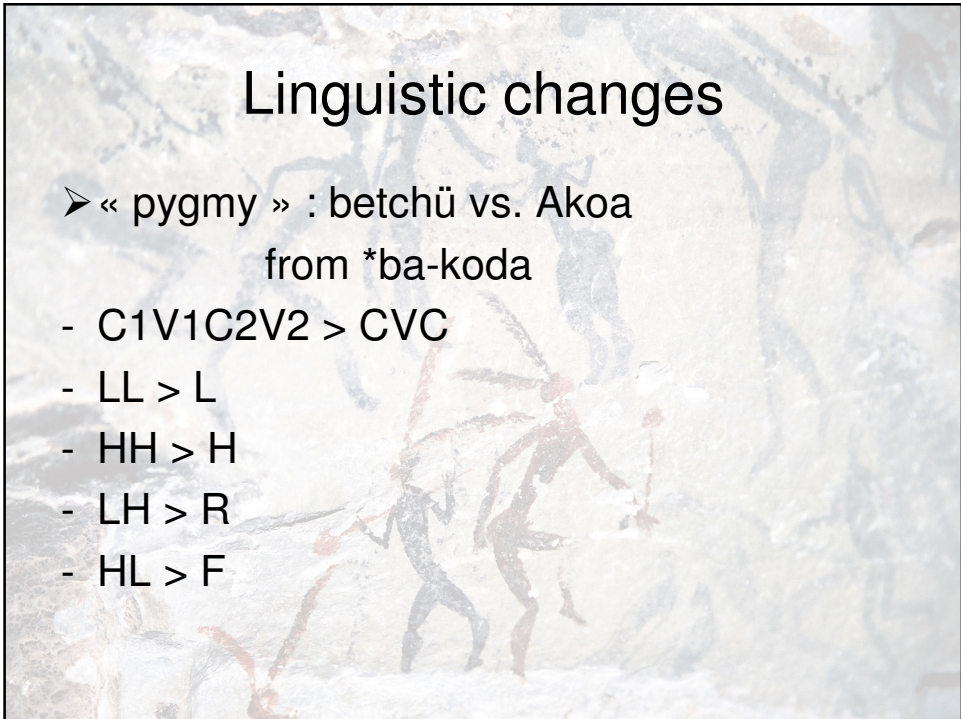 Linguistic changes
➢ « pygmy » : betchü vs. Akoa
from *ba-koda
- C1V1C2V2 > CVC
- LL > L
- HH > H
- LH > R
- HL > F